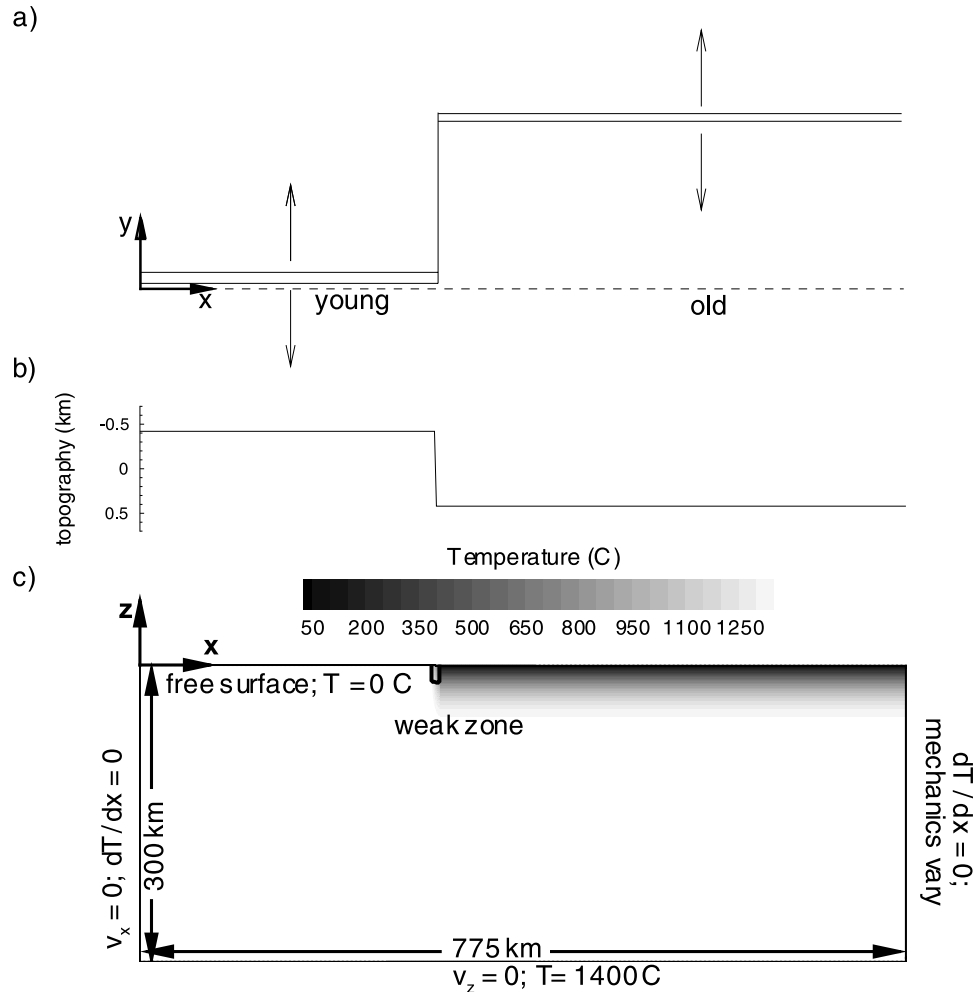 a)
y
x
young
old
b)
topography (km)
-0.5
0
0.5
Temperature (C)
c)
50 200 350 500 650 800 950 1100 1250
z
x
free surface; T = 0 C
weak zone
v_x = 0; dT / dx = 0
300 km
dT / dx = 0;
mechanics vary
775 km
v_z = 0; T= 1400 C